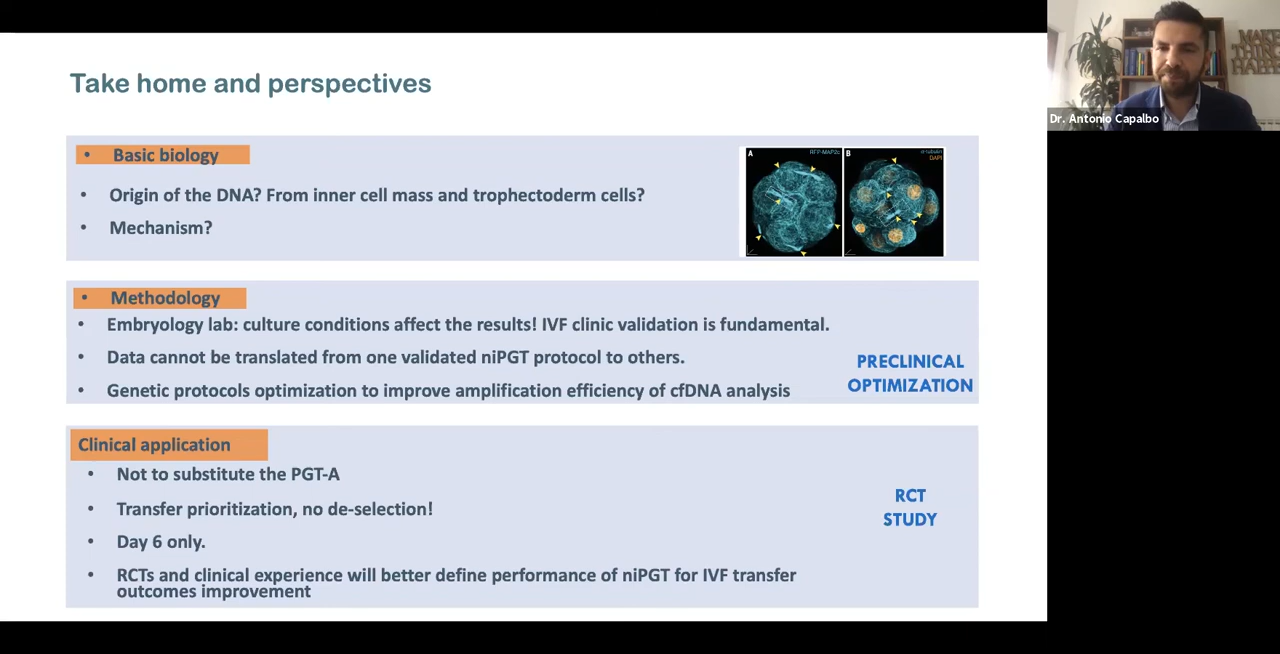 Take home and perspectives
• Basic biology
• Origin of the DNA? From inner cell mass and trophectoderm cells?
• Mechanism?
A
B
DAPI
• Methodology
• Embryology lab: culture conditions affect the results! IVF clinic validation is fundamental.
• Data cannot be translated from one validated niPGT protocol to others.
• Genetic protocols optimization to improve amplification efficiency of cfDNA analysis
PRECLINICAL
OPTIMIZATION
Clinical application
• Not to substitute the PGT-A
• Transfer prioritization, no de-selection!
• Day 6 only.
• RCTs and clinical experience will better define performance of niPGT for IVF transfer
outcomes improvement
RCT
STUDY
MAKE
Dr. Antonio Capalbo